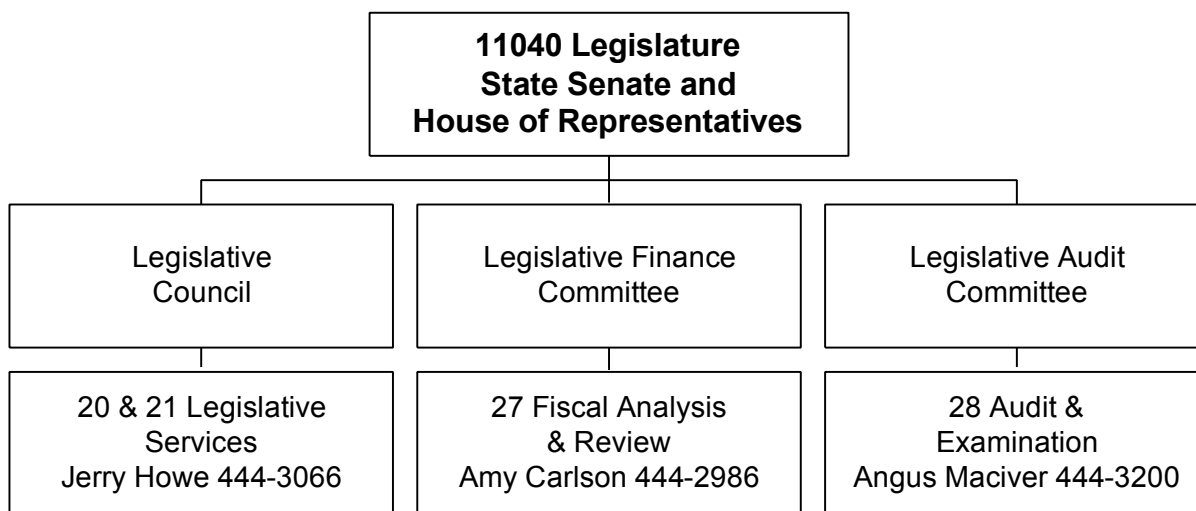 11040 Legislature
State Senate and
House of Representatives
Legislative
Council
Legislative Finance
Committee
Legislative Audit
Committee
20 & 21 Legislative
Services
Jerry Howe 444-3066
27 Fiscal Analysis
& Review
Amy Carlson 444-2986
28 Audit &
Examination
Angus Maciver 444-3200